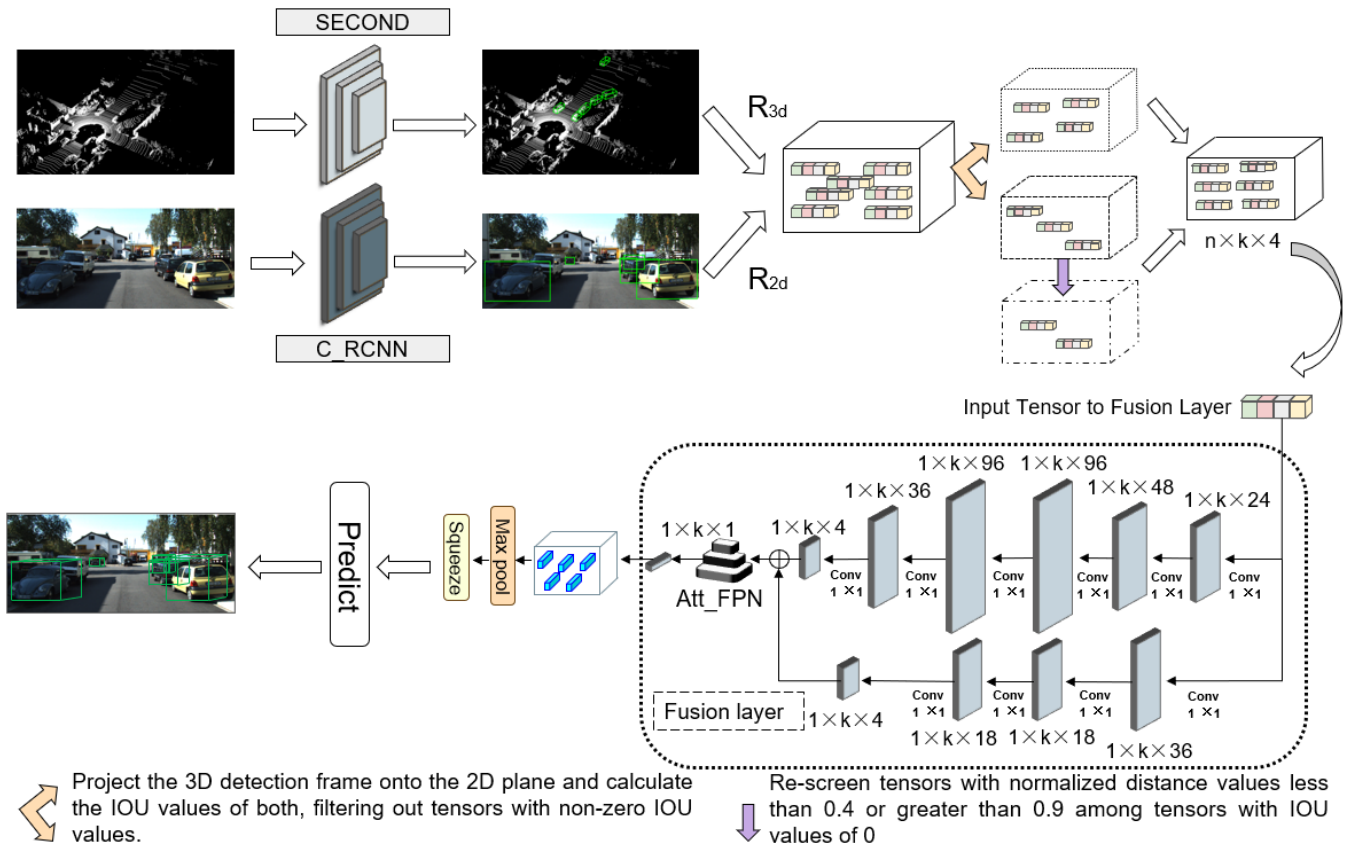 SECOND
R3d
R2d
C_RCNN
n×k×4
Input Tensor to Fusion Layer
1×k×96
1×k×96
1×k×36
1×k×48
1×k×24
1×k×1
1×k×4
Conv
1 ×1
Conv
1 ×1
Conv
1 ×1
Conv
1 ×1
Conv
1 ×1
Conv
1 ×1
Att_FPN
Max pool
Squeeze
Predict
Conv
1 ×1
Conv
1 ×1
Conv
1 ×1
Conv
1 ×1
Fusion layer
1×k×4
1×k×18
1×k×18
1×k×36
Project the 3D detection frame onto the 2D plane and calculate
the IOU values of both, filtering out tensors with non-zero IOU
values.
Re-screen tensors with normalized distance values less
than 0.4 or greater than 0.9 among tensors with IOU
values of 0